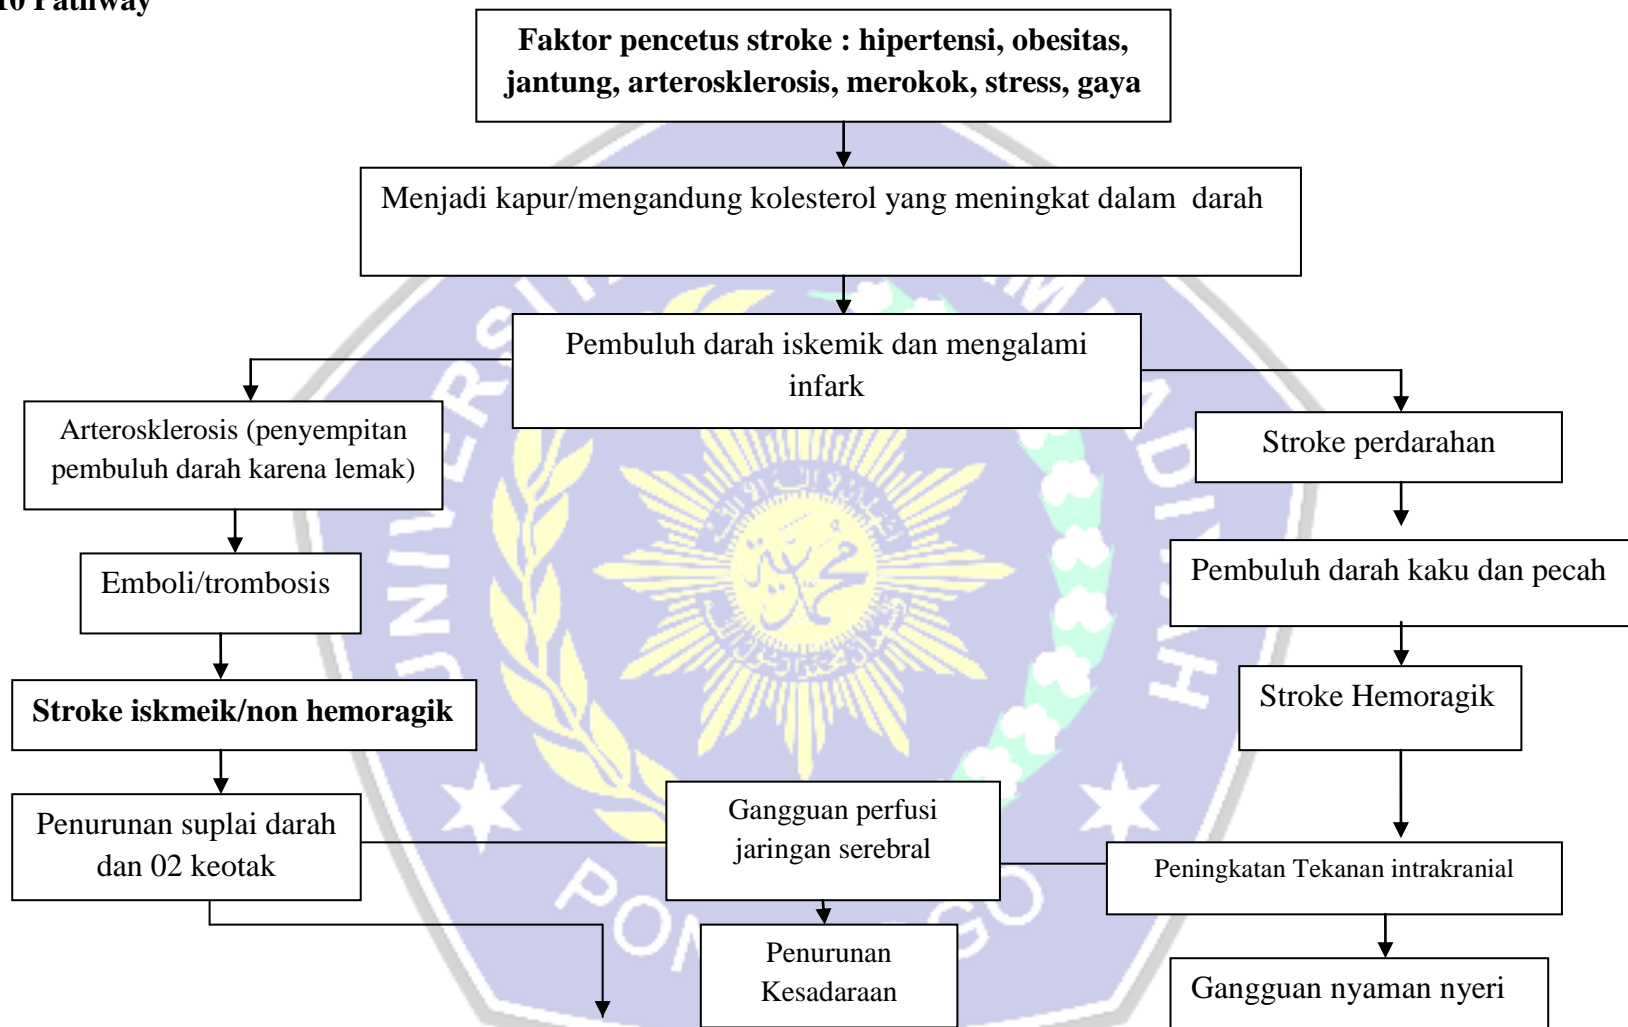 10 Pathway
Faktor pencetus stroke : hipertensi, obesitas,
jantung, arterosklerosis, merokok, stress, gaya
Menjadi kapur/mengandung kolesterol yang meningkat dalam darah
Pembuluh darah iskemik dan mengalami
infark
Arterosklerosis (penyempitan
pembuluh darah karena lemak)
Stroke perdarahan
Emboli/trombosis
Pembuluh darah kaku dan pecah
Stroke iskmeik/non hemoragik
Stroke Hemoragik
Penurunan suplai darah
dan 02 keotak
Gangguan perfusi
jaringan serebral
Peningkatan Tekanan intrakranial
Penurunan
Kesadaraan
Gangguan nyaman nyeri